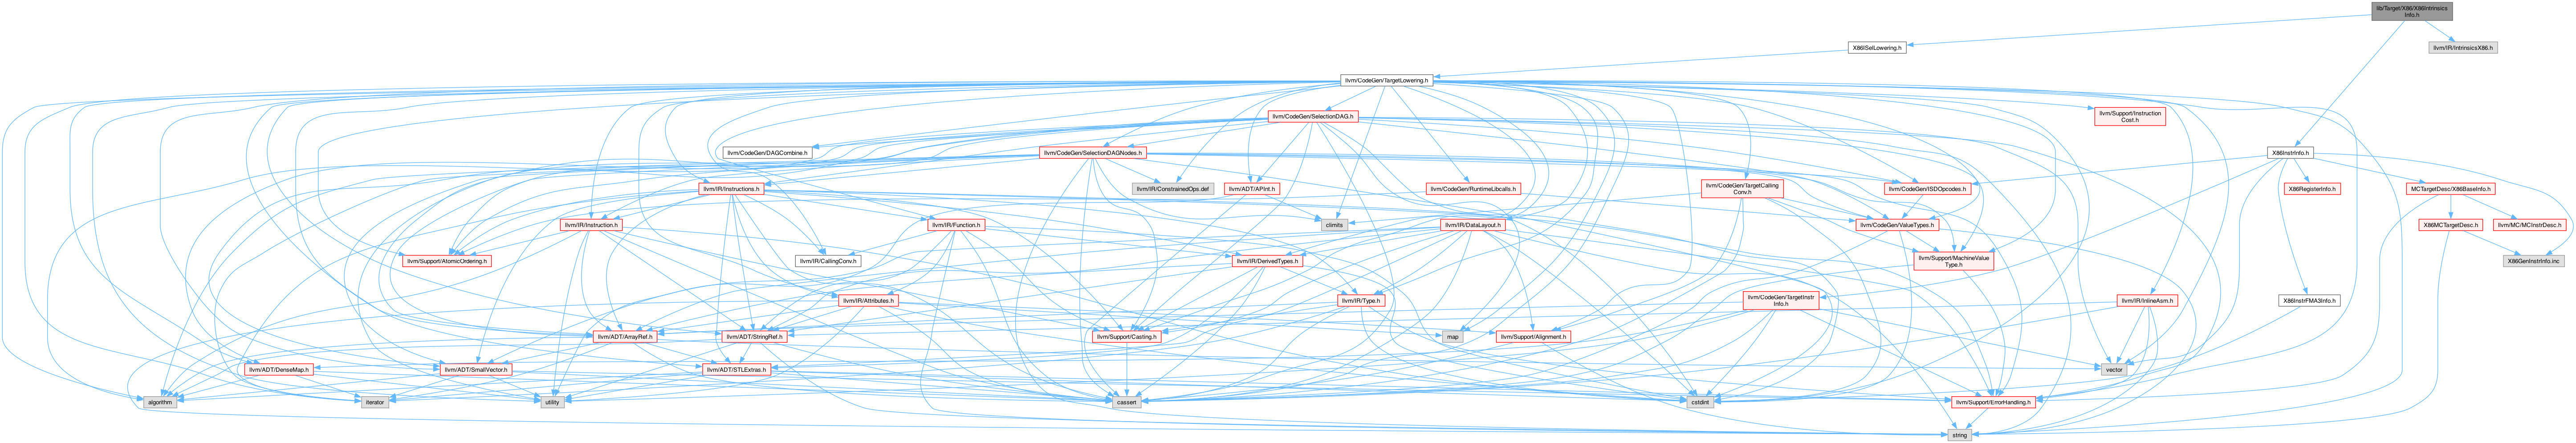 lib/Target/X86/X86Intrinsics
Info.h
X86ISelLowering.h
llvm/IR/IntrinsicsX86.h
llvm/CodeGen/TargetLowering.h
llvm/CodeGen/SelectionDAG.h
llvm/Support/Instruction
Cost.h
llvm/CodeGen/DAGCombine.h
llvm/CodeGen/SelectionDAGNodes.h
X86InstrInfo.h
llvm/IR/Instructions.h
llvm/IR/ConstrainedOps.def
llvm/ADT/APInt.h
llvm/CodeGen/RuntimeLibcalls.h
llvm/CodeGen/TargetCalling
Conv.h
llvm/CodeGen/ISDOpcodes.h
X86RegisterInfo.h
MCTargetDesc/X86BaseInfo.h
llvm/IR/Instruction.h
llvm/IR/Function.h
climits
llvm/IR/DataLayout.h
llvm/CodeGen/ValueTypes.h
X86MCTargetDesc.h
llvm/MC/MCInstrDesc.h
llvm/Support/AtomicOrdering.h
llvm/IR/CallingConv.h
llvm/IR/DerivedTypes.h
llvm/Support/MachineValue
Type.h
X86GenInstrInfo.inc
llvm/IR/Attributes.h
llvm/IR/Type.h
llvm/CodeGen/TargetInstr
Info.h
llvm/IR/InlineAsm.h
X86InstrFMA3Info.h
llvm/ADT/ArrayRef.h
llvm/ADT/StringRef.h
llvm/Support/Casting.h
map
llvm/Support/Alignment.h
llvm/ADT/DenseMap.h
llvm/ADT/SmallVector.h
llvm/ADT/STLExtras.h
vector
algorithm
iterator
utility
cassert
cstdint
llvm/Support/ErrorHandling.h
string